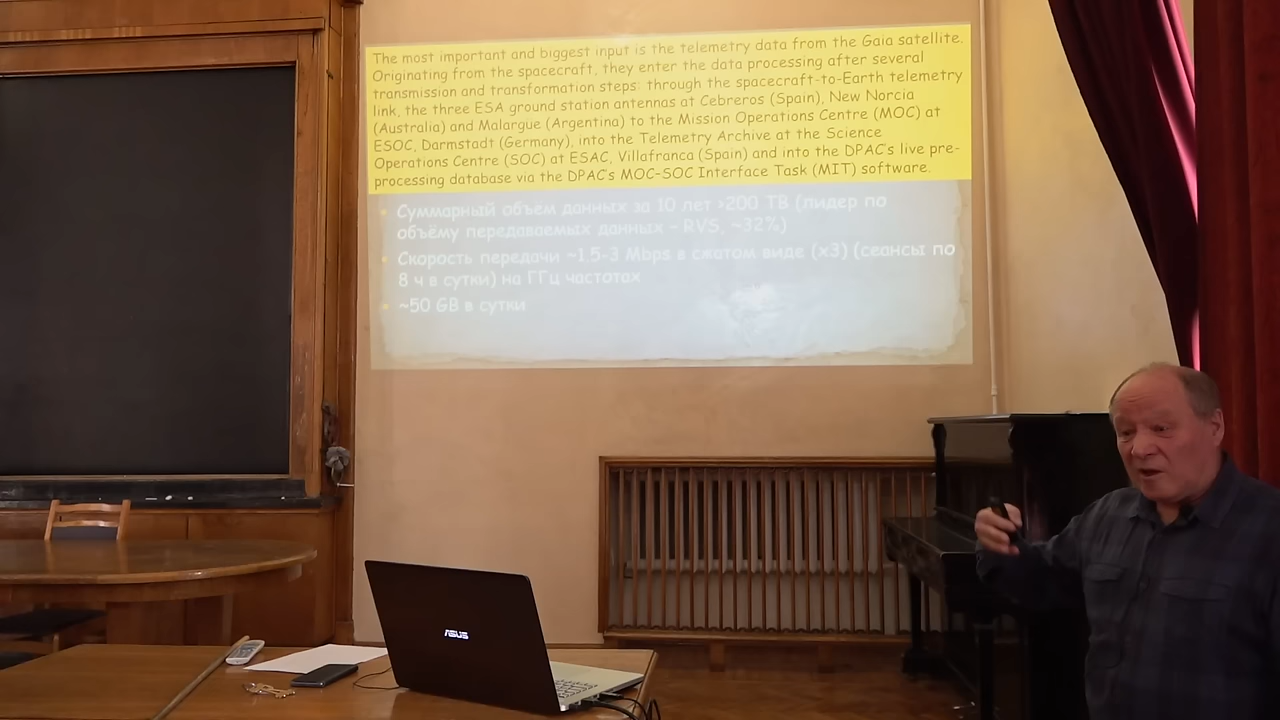 The most important and biggest input is the telemetry data from the Gaia satellite.
Originating from the spacecraft, they enter the data processing after several
transmission and transformation steps: through the spacecraft-to-Earth telemetry
link, the three ESA ground station antennas at Cebreros (Spain), New Norcia
(Australia) and Malargue (Argentina) to the Mission Operations Centre (MOC) at
ESOC, Darmstadt (Germany), into the Telemetry Archive at the Science
Operations Centre (SOC) at ESAC, Villafranca (Spain) and into the DPAC's live pre-
processing database via the DPAC's MOC-SOC Interface Task (MIT) software.
• Суммарный объем данных за 10 лет >200 TB (лидер по
объёму передаваемых данных – RVS, ~32%)
• Скорость передачи ~1.5-3 Mbps в сжатом виде (x3) (сеансы по
8 ч в сутки) на ГГц частотах
• ~50 GB в сутки
ASUS